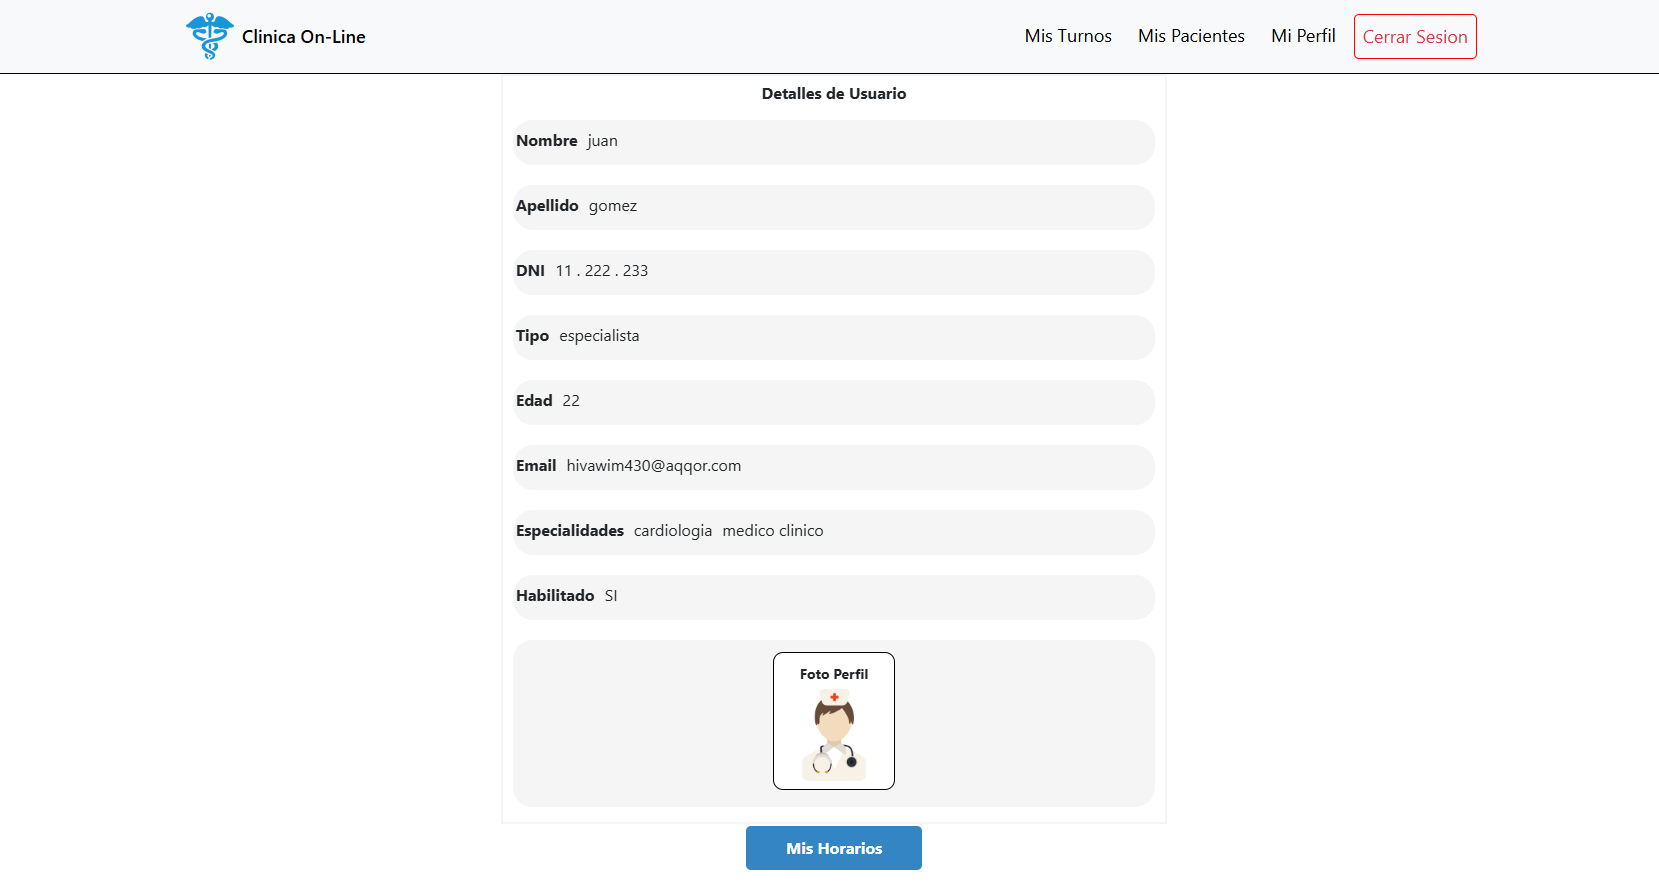 Clinica On-Line
Mis Turnos Mis Pacientes Mi Perfil Cerrar Sesion
Detalles de Usuario
Nombre juan
Apellido gomez
DNI 11 . 222 . 233
Tipo especialista
Edad 22
Email hivawim430@aqqor.com
Especialidades cardiologia medico clinico
Habilitado SI
Foto Perfil
Mis Horarios